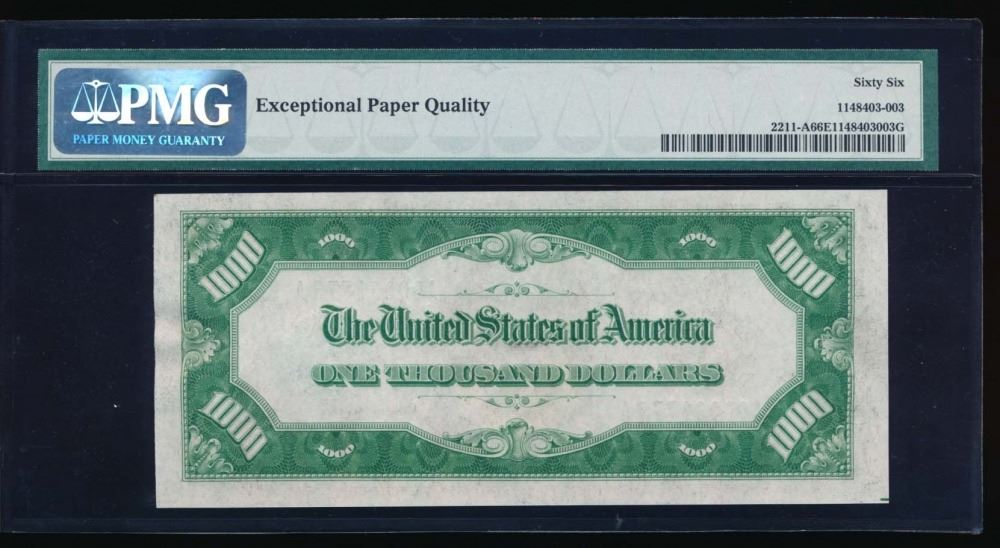 PMG
PAPER MONEY GUARANTY
Exceptional Paper Quality
Sixty Six
1148403-003
2211-A66E1148403003G
1000 1000 1000 1000
The United States of America
ONE THOUSAND DOLLARS
1000 1000 1000 1000